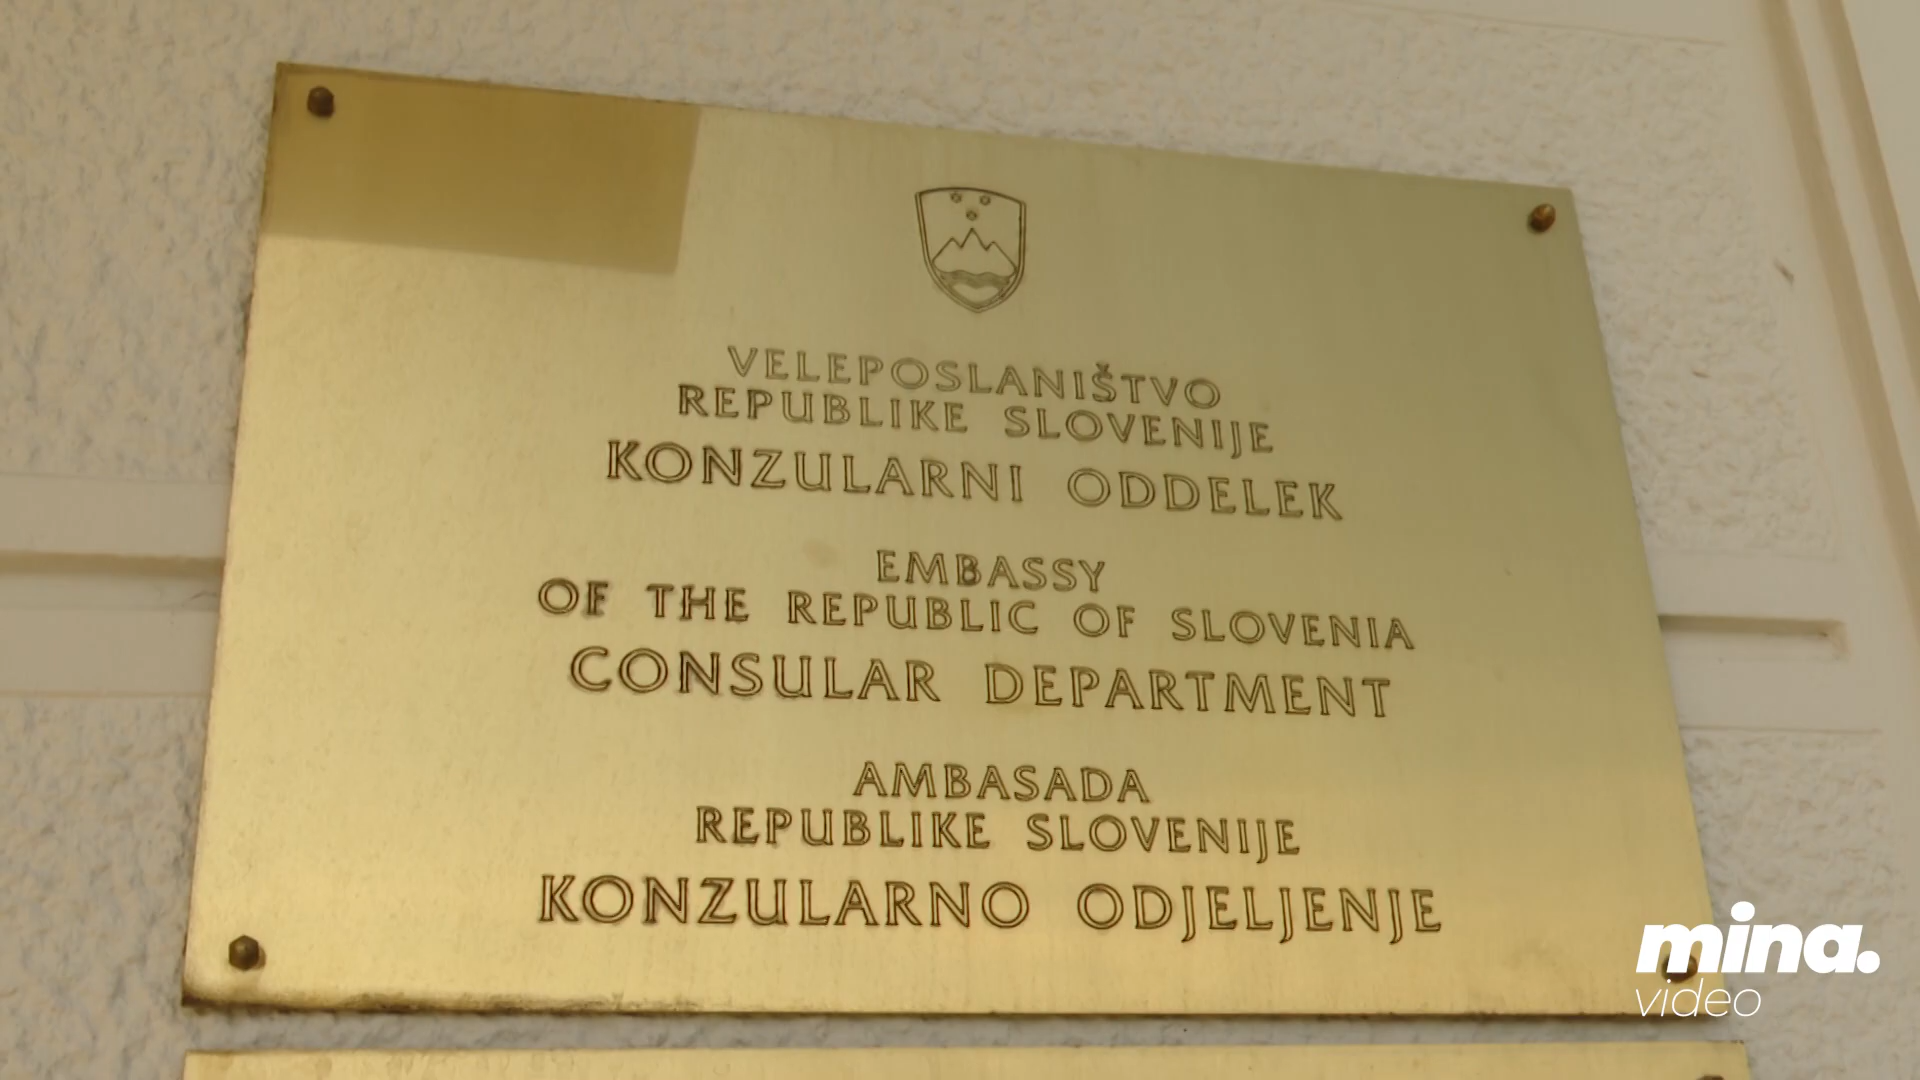 VELEPOSLANIŠTVO
REPUBLIKE SLOVENIJE
KONZULARNI ODDELEK
EMBASSY
OF THE REPUBLIC OF SLOVENIA
CONSULAR DEPARTMENT
AMBASADA
REPUBLIKE SLOVENIJE
KONZULARNO ODJELJENJE
mina.
video